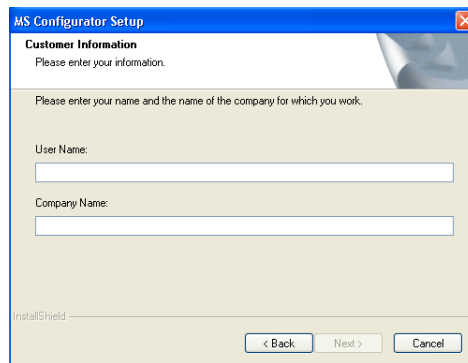 MS Configurator Setup
Customer Information
Please enter your information.
Please enter your name and the name of the company for which you work.
User Name:
Company Name:
InstallShield
< Back
Next >
Cancel